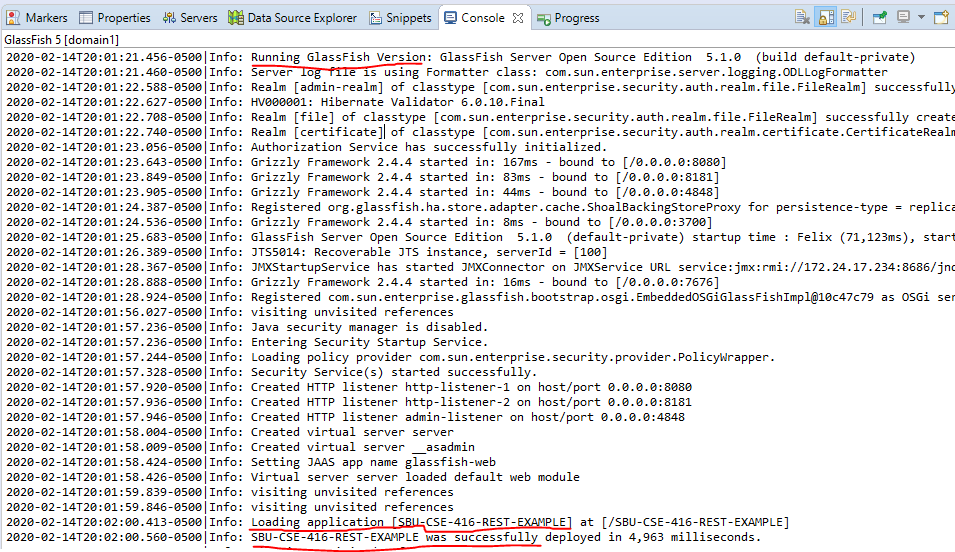 Markers Properties Servers Data Source Explorer Snippets Console Progress
GlassFish 5 [domain1]
2020-02-14T20:01:21.456-0500|Info: Running GlassFish Version: GlassFish Server Open Source Edition  5.1.0  (build default-private)
2020-02-14T20:01:21.460-0500|Info: Server log file is using Formatter class: com.sun.enterprise.server.logging.ODLLogFormatter
2020-02-14T20:01:22.588-0500|Info: Realm [admin-realm] of classtype [com.sun.enterprise.security.auth.realm.file.FileRealm] successfully
2020-02-14T20:01:22.627-0500|Info: HV000001: Hibernate Validator 6.0.10.Final
2020-02-14T20:01:22.708-0500|Info: Realm [file] of classtype [com.sun.enterprise.security.auth.realm.file.FileRealm] successfully create
2020-02-14T20:01:22.740-0500|Info: Realm [certificate] of classtype [com.sun.enterprise.security.auth.realm.certificate.CertificateRealm
2020-02-14T20:01:23.056-0500|Info: Authorization Service has successfully initialized.
2020-02-14T20:01:23.643-0500|Info: Grizzly Framework 2.4.4 started in: 167ms - bound to [/0.0.0.0:8080]
2020-02-14T20:01:23.849-0500|Info: Grizzly Framework 2.4.4 started in: 83ms - bound to [/0.0.0.0:8181]
2020-02-14T20:01:23.905-0500|Info: Grizzly Framework 2.4.4 started in: 44ms - bound to [/0.0.0.0:4848]
2020-02-14T20:01:24.387-0500|Info: Registered org.glassfish.ha.store.adapter.cache.ShoalBackingStoreProxy for persistence-type = replica
2020-02-14T20:01:24.536-0500|Info: Grizzly Framework 2.4.4 started in: 8ms - bound to [/0.0.0.0:3700]
2020-02-14T20:01:25.683-0500|Info: GlassFish Server Open Source Edition  5.1.0  (default-private) startup time : Felix (71,123ms), start
2020-02-14T20:01:26.389-0500|Info: JTS5014: Recoverable JTS instance, serverId = [100]
2020-02-14T20:01:28.367-0500|Info: JMXStartupService has started JMXConnector on JMXService URL service:jmx:rmi://172.24.17.234:8686/jnd
2020-02-14T20:01:28.888-0500|Info: Grizzly Framework 2.4.4 started in: 16ms - bound to [/0.0.0.0:7676]
2020-02-14T20:01:28.924-0500|Info: Registered com.sun.enterprise.glassfish.bootstrap.osgi.EmbeddedOSGiGlassFishImpl@10c47c79 as OSGi ser
2020-02-14T20:01:56.027-0500|Info: visiting unvisited references
2020-02-14T20:01:57.236-0500|Info: Java security manager is disabled.
2020-02-14T20:01:57.236-0500|Info: Entering Security Startup Service.
2020-02-14T20:01:57.244-0500|Info: Loading policy provider com.sun.enterprise.security.provider.PolicyWrapper.
2020-02-14T20:01:57.328-0500|Info: Security Service(s) started successfully.
2020-02-14T20:01:57.920-0500|Info: Created HTTP listener http-listener-1 on host/port 0.0.0.0:8080
2020-02-14T20:01:57.936-0500|Info: Created HTTP listener http-listener-2 on host/port 0.0.0.0:8181
2020-02-14T20:01:57.946-0500|Info: Created HTTP listener admin-listener on host/port 0.0.0.0:4848
2020-02-14T20:01:58.004-0500|Info: Created virtual server server
2020-02-14T20:01:58.009-0500|Info: Created virtual server __asadmin
2020-02-14T20:01:58.424-0500|Info: Setting JAAS app name glassfish-web
2020-02-14T20:01:58.426-0500|Info: Virtual server server loaded default web module
2020-02-14T20:01:59.839-0500|Info: visiting unvisited references
2020-02-14T20:01:59.846-0500|Info: visiting unvisited references
2020-02-14T20:02:00.413-0500|Info: Loading application [SBU-CSE-416-REST-EXAMPLE] at [/SBU-CSE-416-REST-EXAMPLE]
2020-02-14T20:02:00.560-0500|Info: SBU-CSE-416-REST-EXAMPLE was successfully deployed in 4,963 milliseconds.